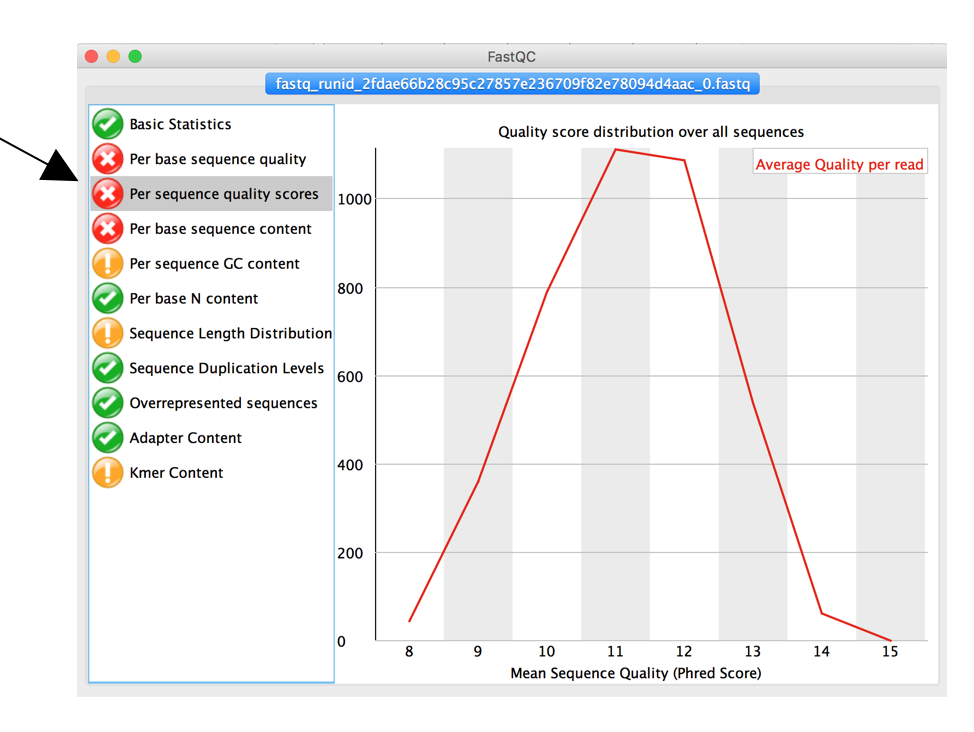 FastQC
fastq_runid_2fdae66b28c95c27857e236709f82e78094d4aac_0.fastq
Basic Statistics
Per base sequence quality
Per sequence quality scores
Per base sequence content
Per sequence GC content
Per base N content
Sequence Length Distribution
Sequence Duplication Levels
Overrepresented sequences
Adapter Content
Kmer Content
Quality score distribution over all sequences
Average Quality per read
1000
800
600
400
200
0
8 9 10 11 12 13 14 15
Mean Sequence Quality (Phred Score)